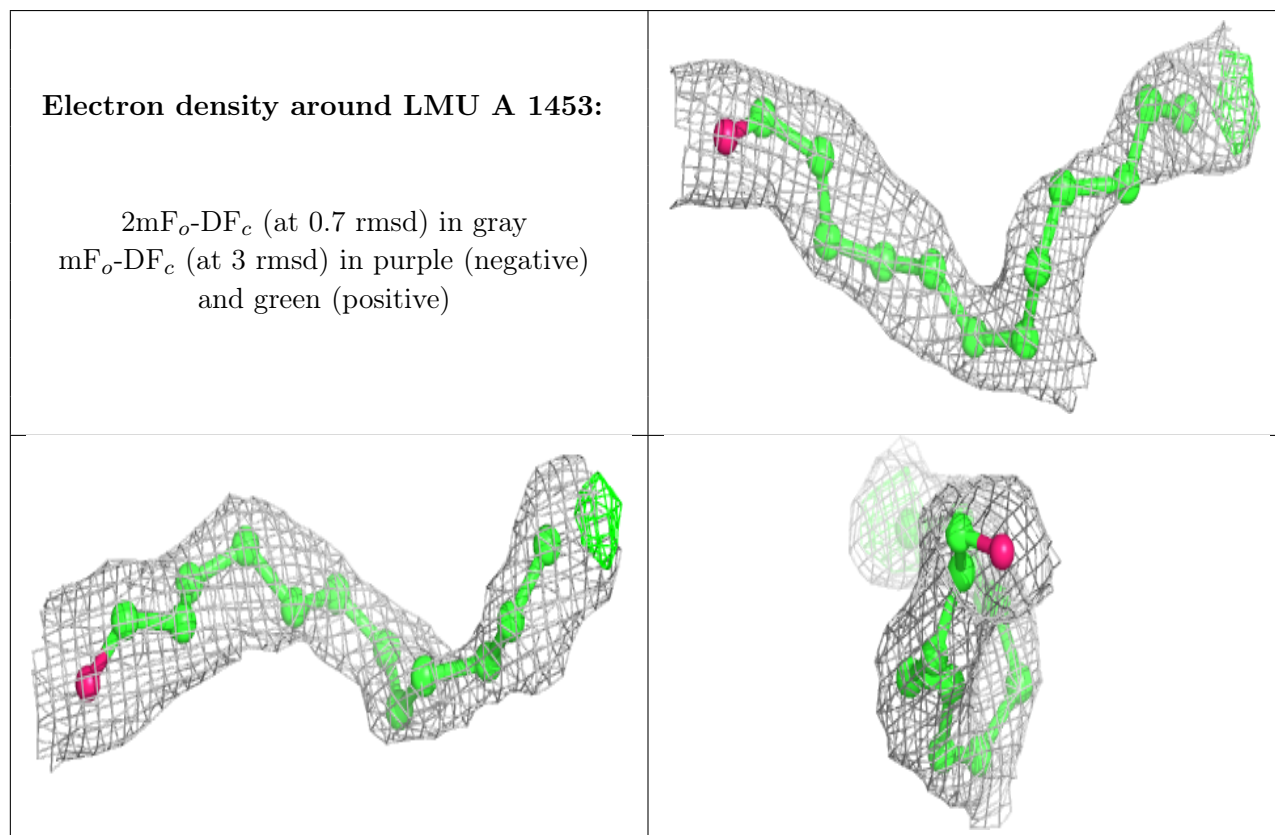 Electron density around LMU A 1453:
2mFo-DFc (at 0.7 rmsd) in gray
mFo-DFc (at 3 rmsd) in purple (negative)
and green (positive)